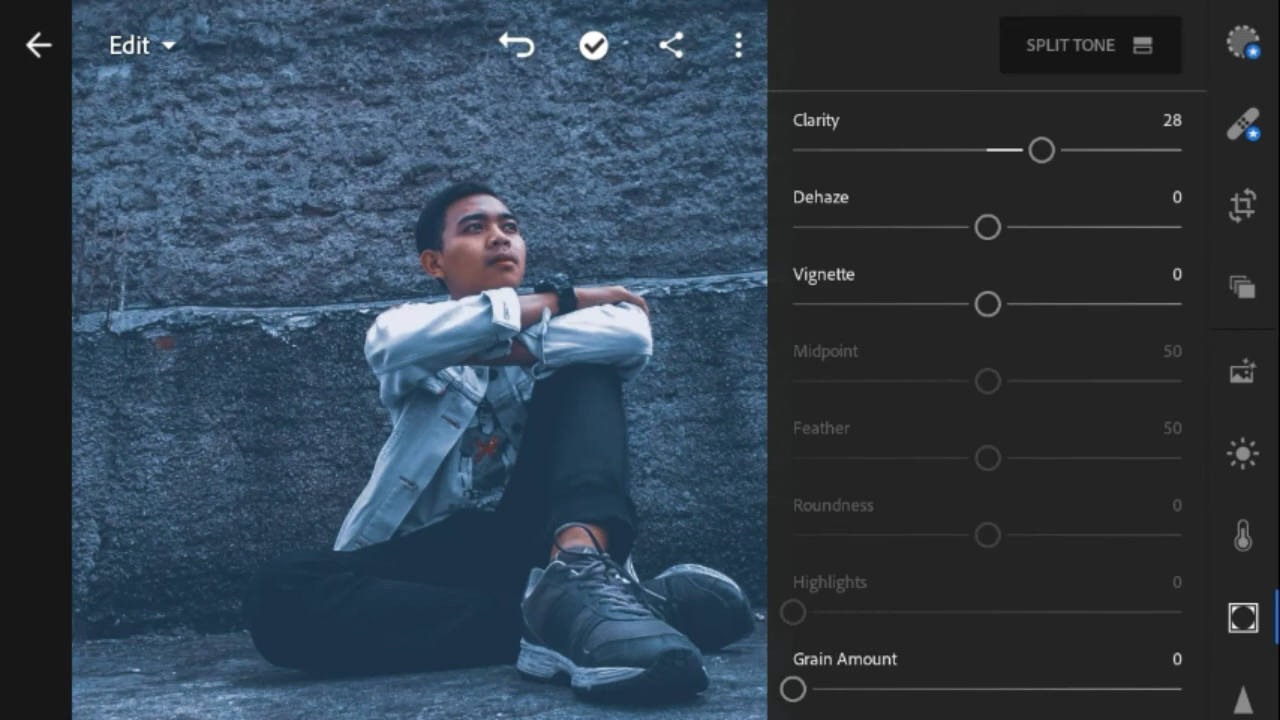 Edit
SPLIT TONE
Clarity 28
Dehaze 0
Vignette 0
Midpoint 50
Feather 50
Roundness 0
Highlights 0
Grain Amount 0